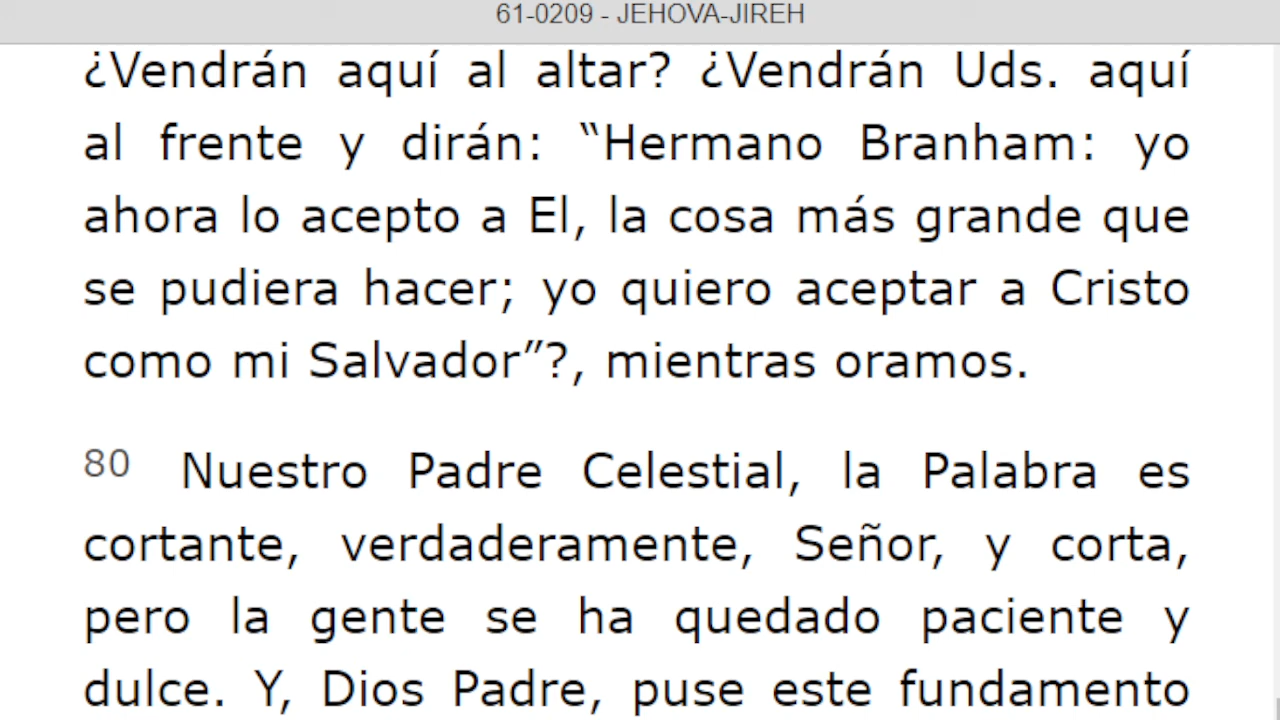 61-0209 - JEHOVA-JIREH
¿Vendrán aquí al altar? ¿Vendrán Uds. aquí
al frente y dirán: “Hermano Branham: yo
ahora lo acepto a El, la cosa más grande que
se pudiera hacer; yo quiero aceptar a Cristo
como mi Salvador”?, mientras oramos.
80 Nuestro Padre Celestial, la Palabra es
cortante, verdaderamente, Señor, y corta,
pero la gente se ha quedado paciente y
dulce. Y, Dios Padre, puse este fundamento